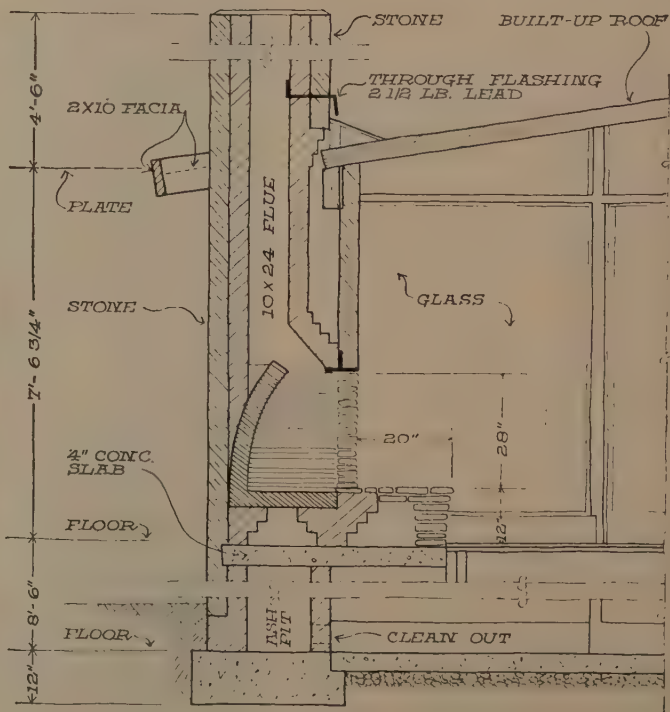 STONE
BUILT-UP ROOF
THROUGH FLASHING
2 1/2 LB. LEAD
4'-6"
2X10 FACIA
PLATE
10 X 24 FLUE
GLASS
STONE
7'-6 3/4"
20"
28"
4" CONC.
SLAB
12"
FLOOR
8'-6"
ASH
PIT
FLOOR
CLEAN OUT
12"